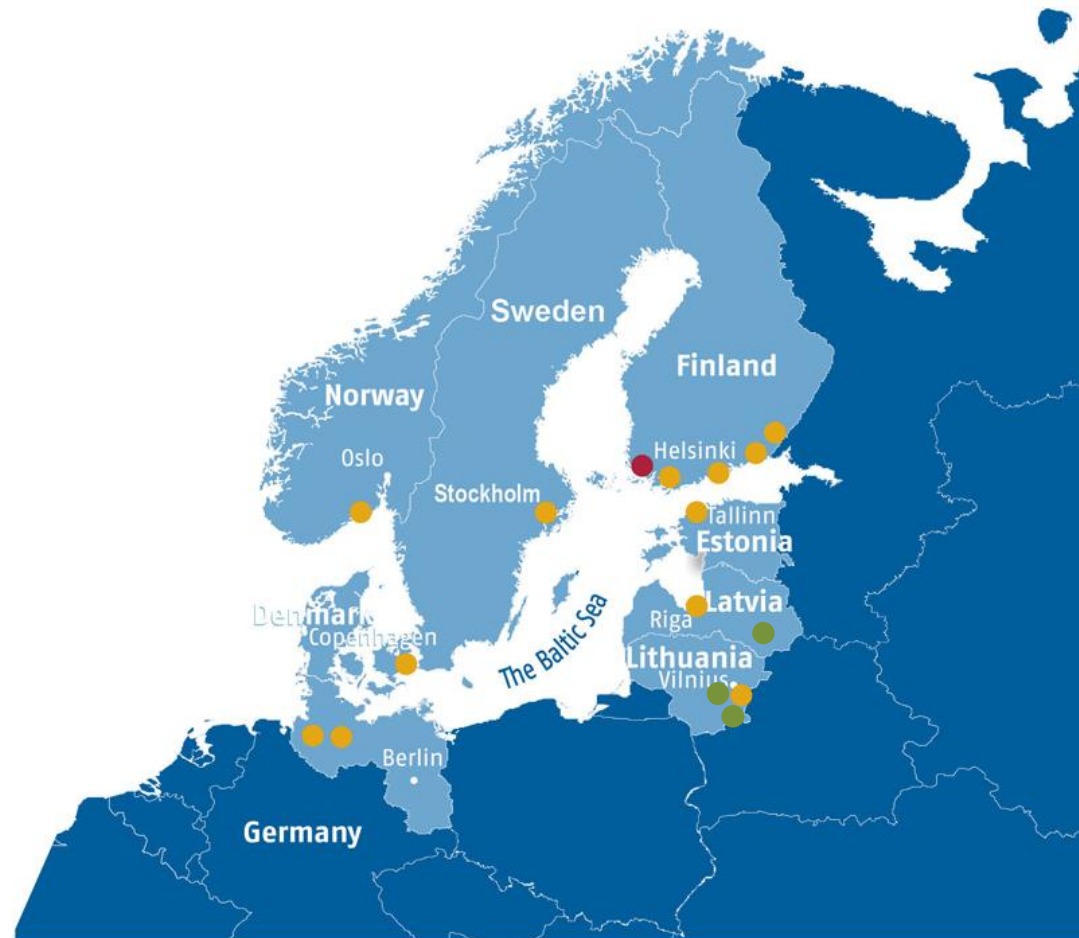 Sweden
Finland
Norway
Helsinki
Oslo
Stockholm
Tallinn
Estonia
Denmark
Latvia
Riga
Copenhagen
The Baltic Sea
Lithuania
Vilnius
Berlin
Germany